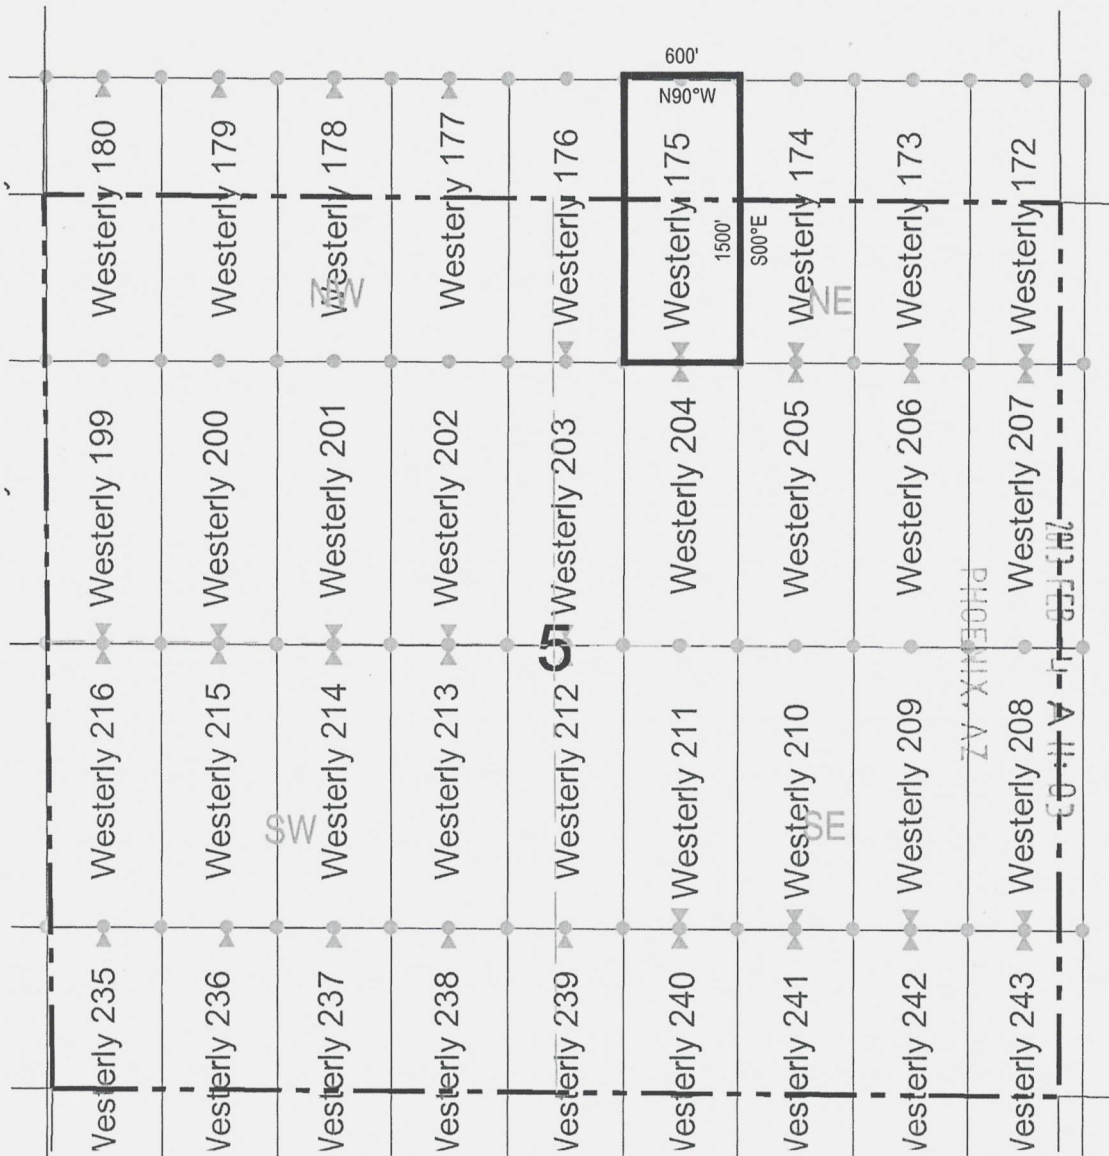 600'
N90°W
Westerly 180
Westerly 179
Westerly 178
Westerly 177
Westerly 176
Westerly 175
Westerly 174
Westerly 173
Westerly 172
1500'
S00°E
NW
NE
Westerly 199
Westerly 200
Westerly 201
Westerly 202
Westerly 203
Westerly 204
Westerly 205
Westerly 206
Westerly 207
5
Westerly 216
Westerly 215
Westerly 214
Westerly 213
Westerly 212
Westerly 211
Westerly 210
Westerly 209
Westerly 208
SW
SE
PHOENIX, AZ
2013 FEB A 11:03
Westerly 235
Westerly 236
Westerly 237
Westerly 238
Westerly 239
Westerly 240
Westerly 241
Westerly 242
Westerly 243